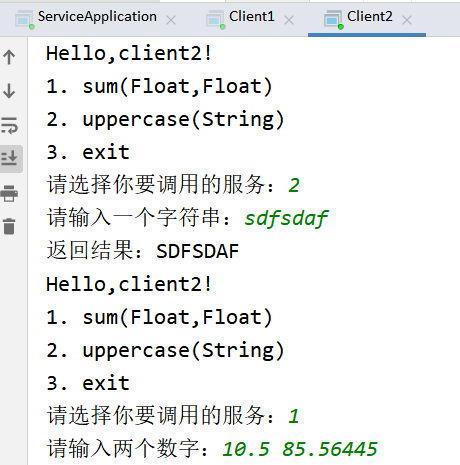 ServiceApplication Client1 Client2
Hello,client2!
1. sum(Float,Float)
2. uppercase(String)
3. exit
请选择你要调用的服务：2
请输入一个字符串：sdfsdaf
返回结果：SDFSDAF
Hello,client2!
1. sum(Float,Float)
2. uppercase(String)
3. exit
请选择你要调用的服务：1
请输入两个数字：10.5 85.56445